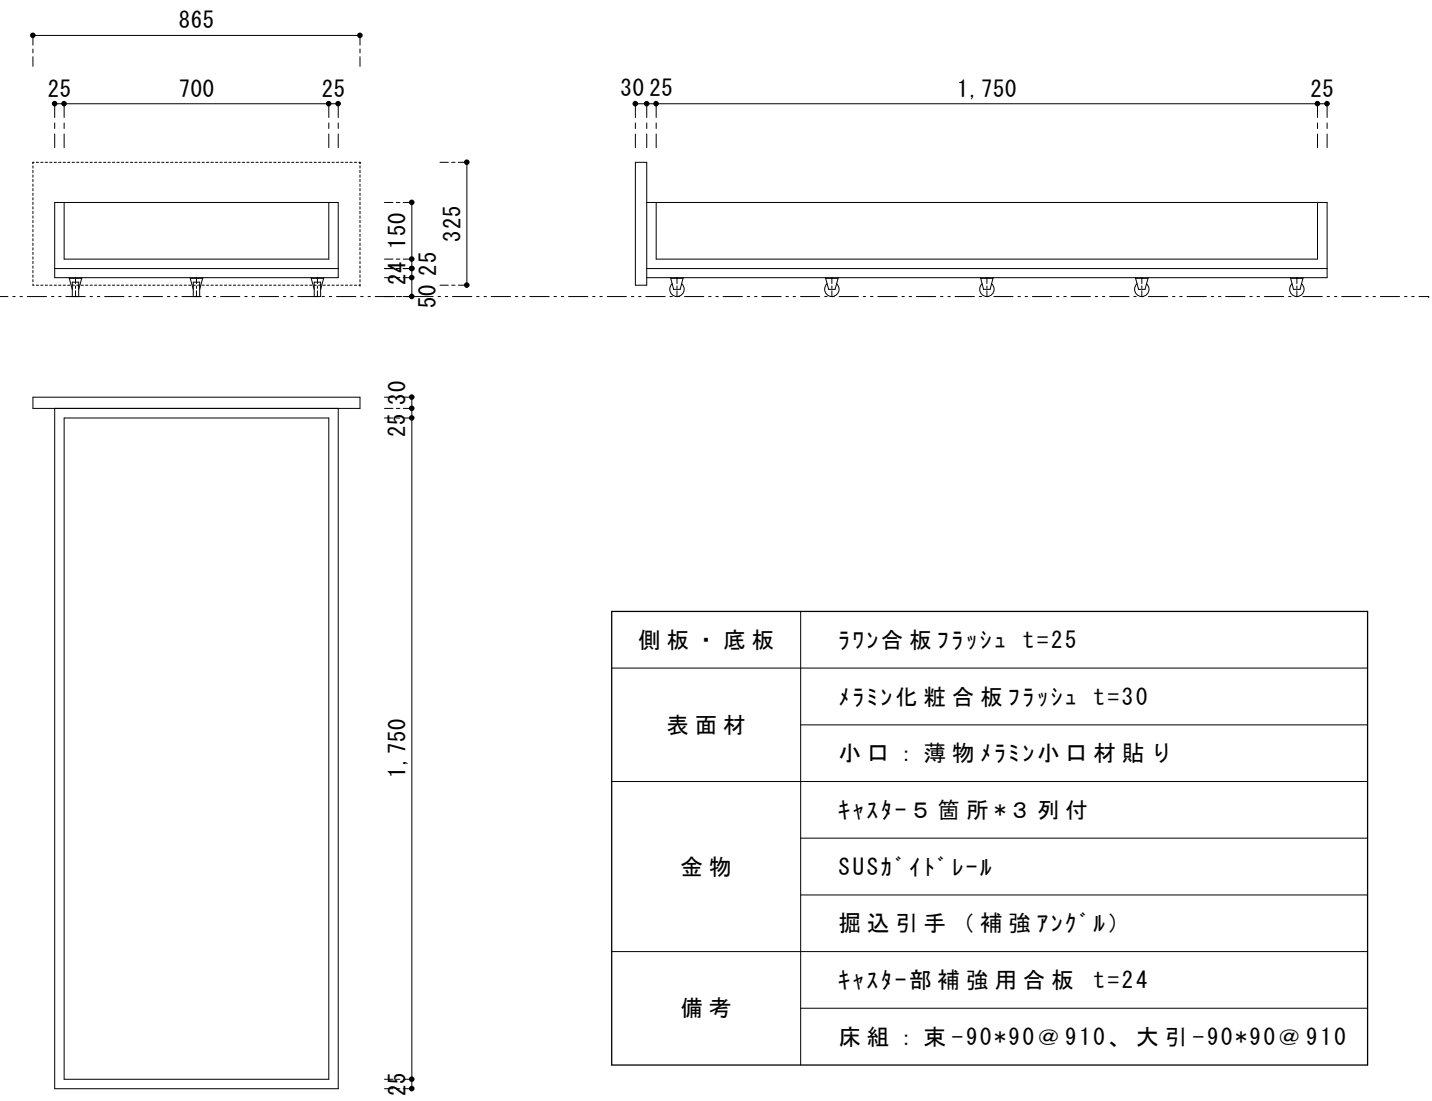 865
25 700 25
30 25 1,750 25
150
325
24 25
50
30
25
1,750
25
側板・底板 ﾗﾜﾝ合板ﾌﾗｯｼｭ t=25
表面材 ﾒﾗﾐﾝ化粧合板ﾌﾗｯｼｭ t=30
小口：薄物ﾒﾗﾐﾝ小口材貼り
金物 ｷｬｽﾀｰ５箇所*３列付
SUSｶﾞｲﾄﾞﾚｰﾙ
掘込引手（補強ｱﾝｸﾞﾙ）
備考 ｷｬｽﾀｰ部補強用合板 t=24
床組：束-90*90@910、大引-90*90@910